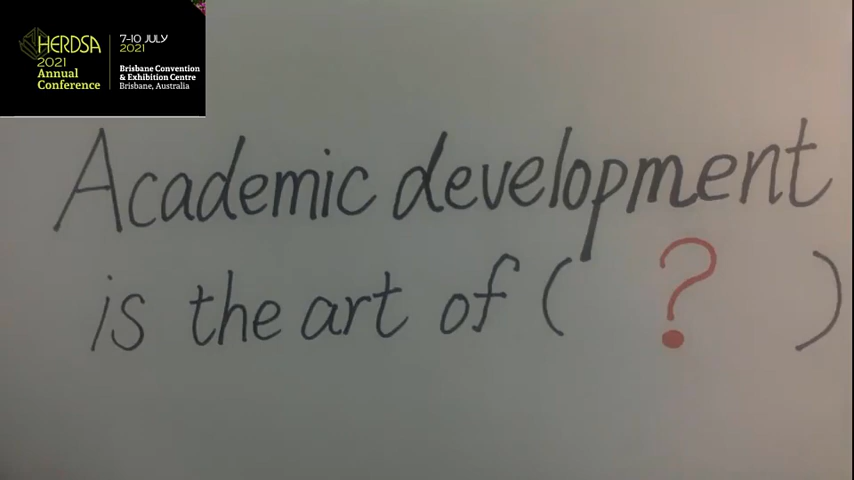 HERDSA
2021
Annual
Conference
7-10 JULY
2021
Brisbane Convention
& Exhibition Centre
Brisbane, Australia
Academic development
is the art of ( ? )